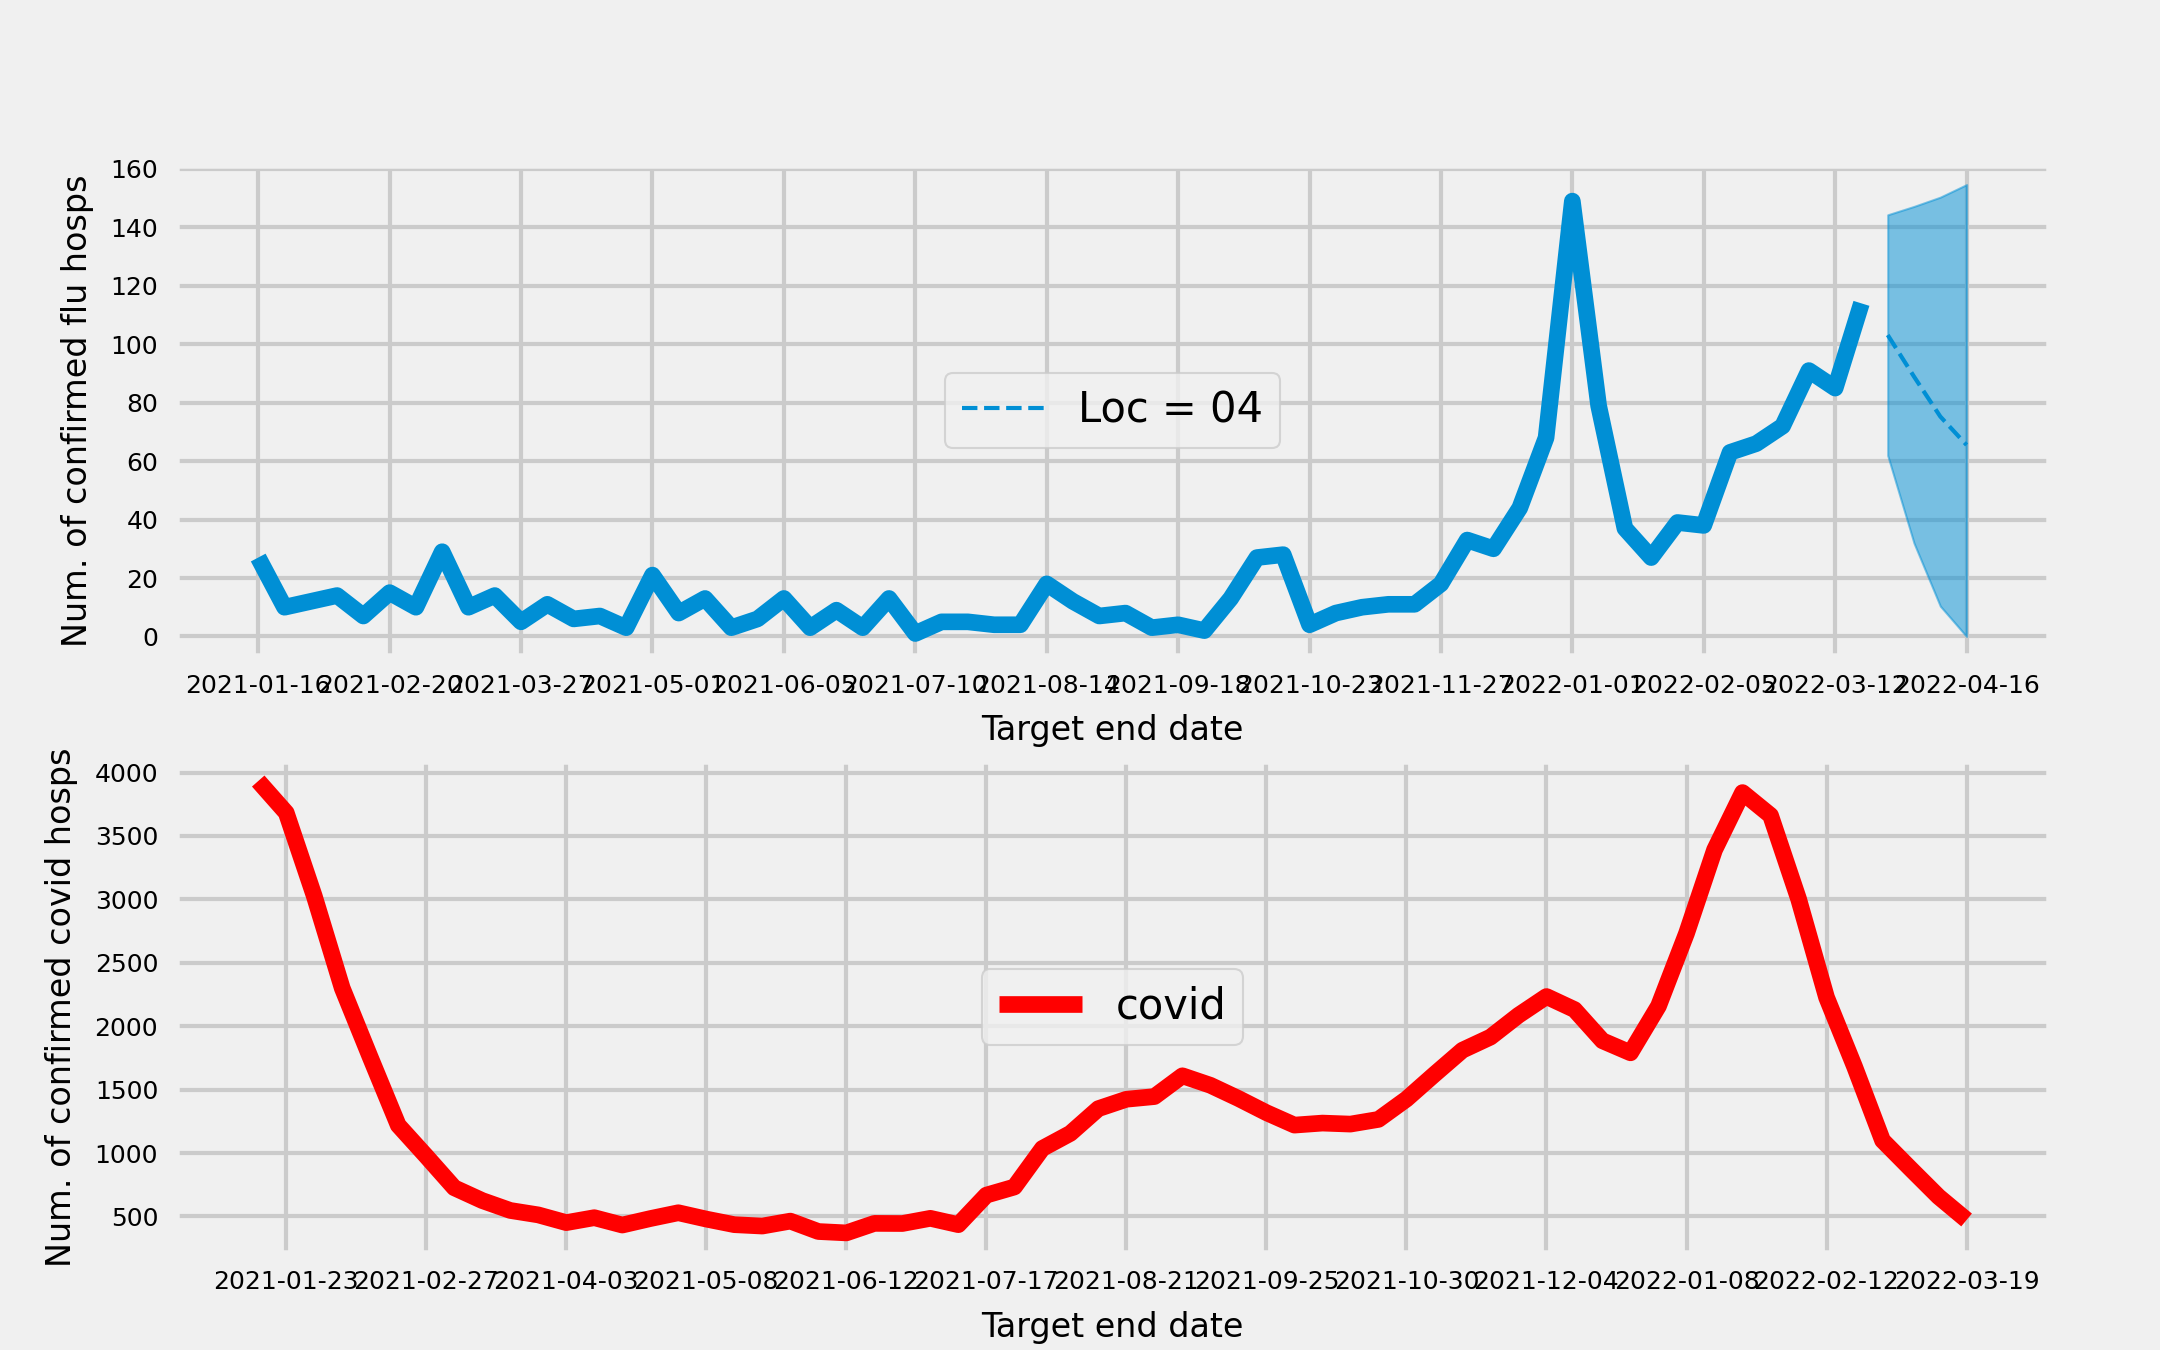 Num. of confirmed flu hosps
160
140
120
100
80
60
40
20
0
Loc = 04
2021-01-16 2021-02-20 2021-03-27 2021-05-01 2021-06-05 2021-07-10 2021-08-14 2021-09-18 2021-10-23 2021-11-27 2022-01-01 2022-02-05 2022-03-12 2022-04-16
Target end date
Num. of confirmed covid hosps
4000
3500
3000
2500
2000
1500
1000
500
covid
2021-01-23 2021-02-27 2021-04-03 2021-05-08 2021-06-12 2021-07-17 2021-08-21 2021-09-25 2021-10-30 2021-12-04 2022-01-08 2022-02-12 2022-03-19
Target end date